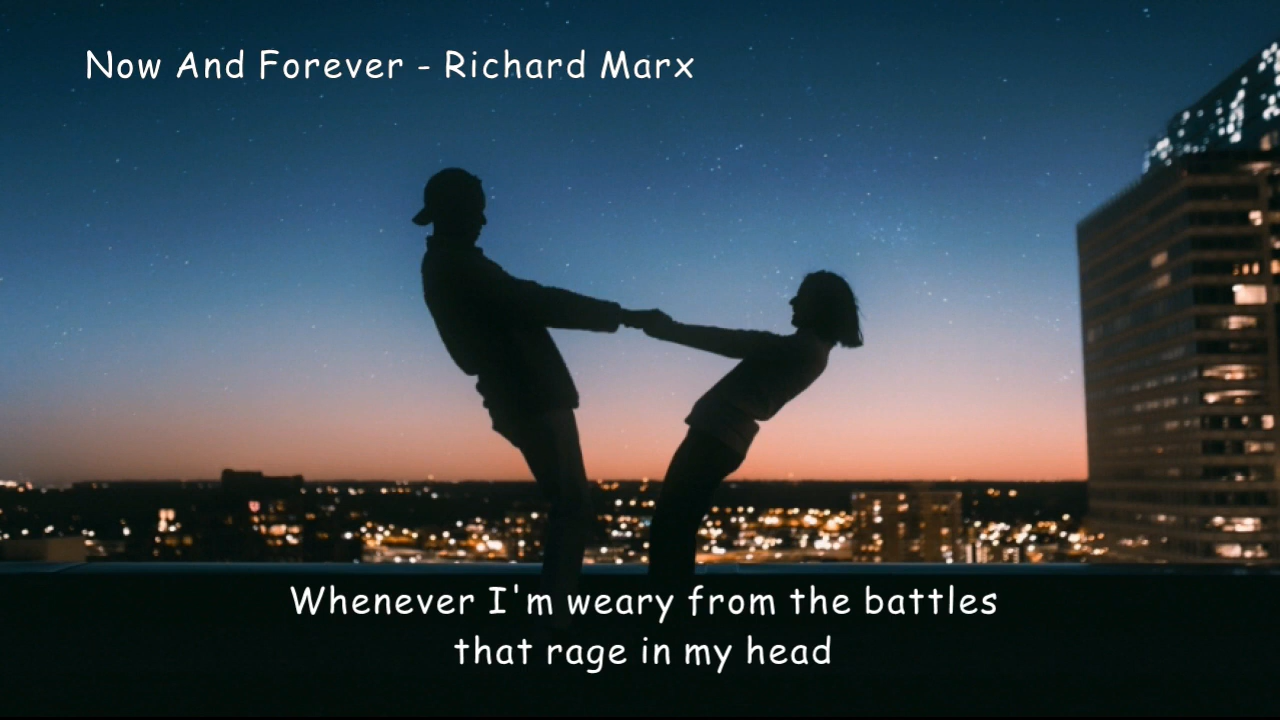 Now And Forever - Richard Marx
Whenever I'm weary from the battles
that rage in my head